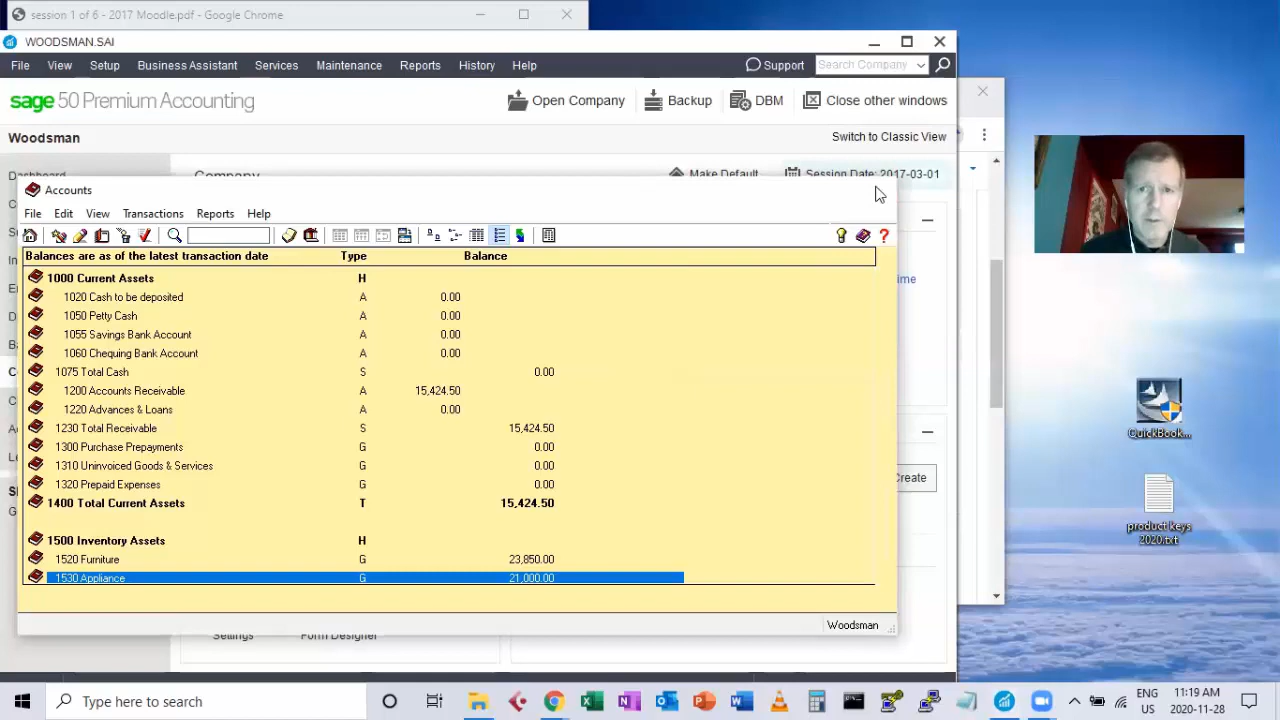 session 1 of 6 - 2017 Moodle.pdf - Google Chrome
WOODSMAN.SAI
File View Setup Business Assistant Services Maintenance Reports History Help Support Search Company
sage 50 Premium Accounting Open Company Backup DBM Close other windows
Woodsman Switch to Classic View
Dashboard Company Make Default Session Date: 2017-03-01
Accounts
File Edit View Transactions Reports Help
Balances are as of the latest transaction date Type Balance
1000 Current Assets H
1020 Cash to be deposited A 0.00
1050 Petty Cash A 0.00
1055 Savings Bank Account A 0.00
1060 Chequing Bank Account A 0.00
1075 Total Cash S 0.00
1200 Accounts Receivable A 15,424.50
1220 Advances & Loans A 0.00
1230 Total Receivable S 15,424.50
1300 Purchase Prepayments G 0.00
1310 Uninvoiced Goods & Services G 0.00
1320 Prepaid Expenses G 0.00
1400 Total Current Assets T 15,424.50
1500 Inventory Assets H
1520 Furniture G 23,850.00
1530 Appliance G 21,000.00
Woodsman
Settings Form Designer
ime
reate
QuickBook...
product keys
2020.txt
Type here to search
ENG
US
11:19 AM
2020-11-28